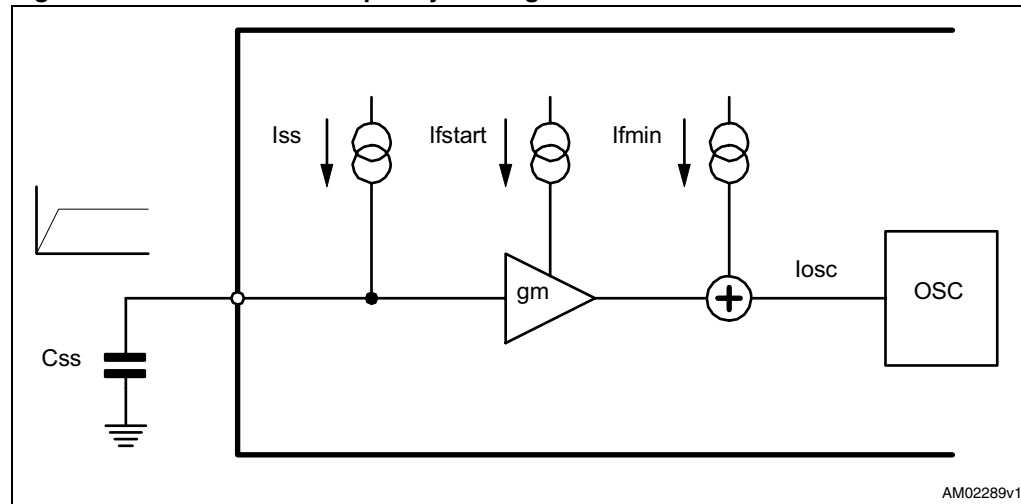 Iss
Ifstart
Ifmin
gm
+
Iosc
OSC
Css
AM02289v1